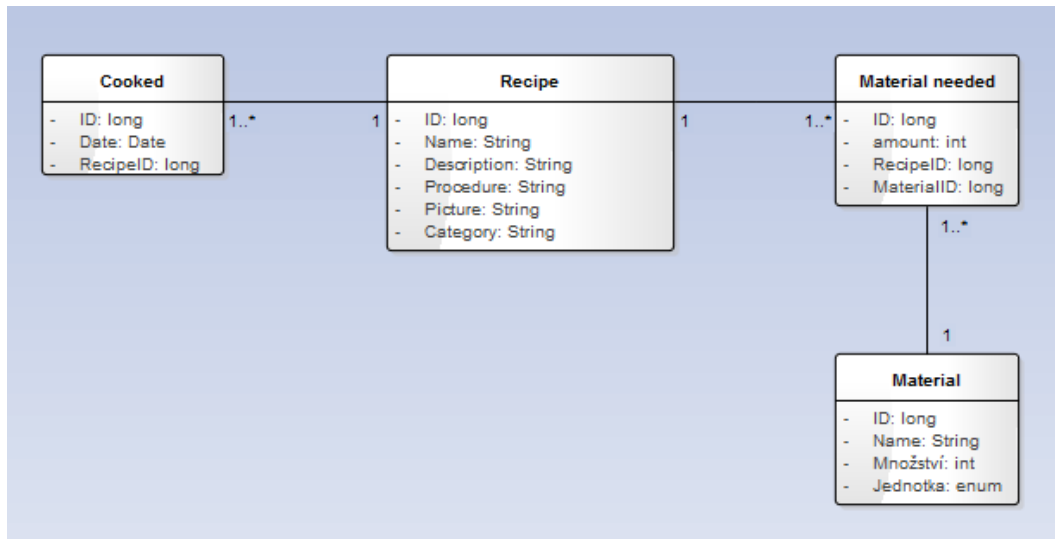 Cooked
- ID: long
- Date: Date
- RecipeID: long
1..*
1
Recipe
- ID: long
- Name: String
- Description: String
- Procedure: String
- Picture: String
- Category: String
1
1..*
Material needed
- ID: long
- amount: int
- RecipeID: long
- MaterialID: long
1..*
1
Material
- ID: long
- Name: String
- Množství: int
- Jednotka: enum